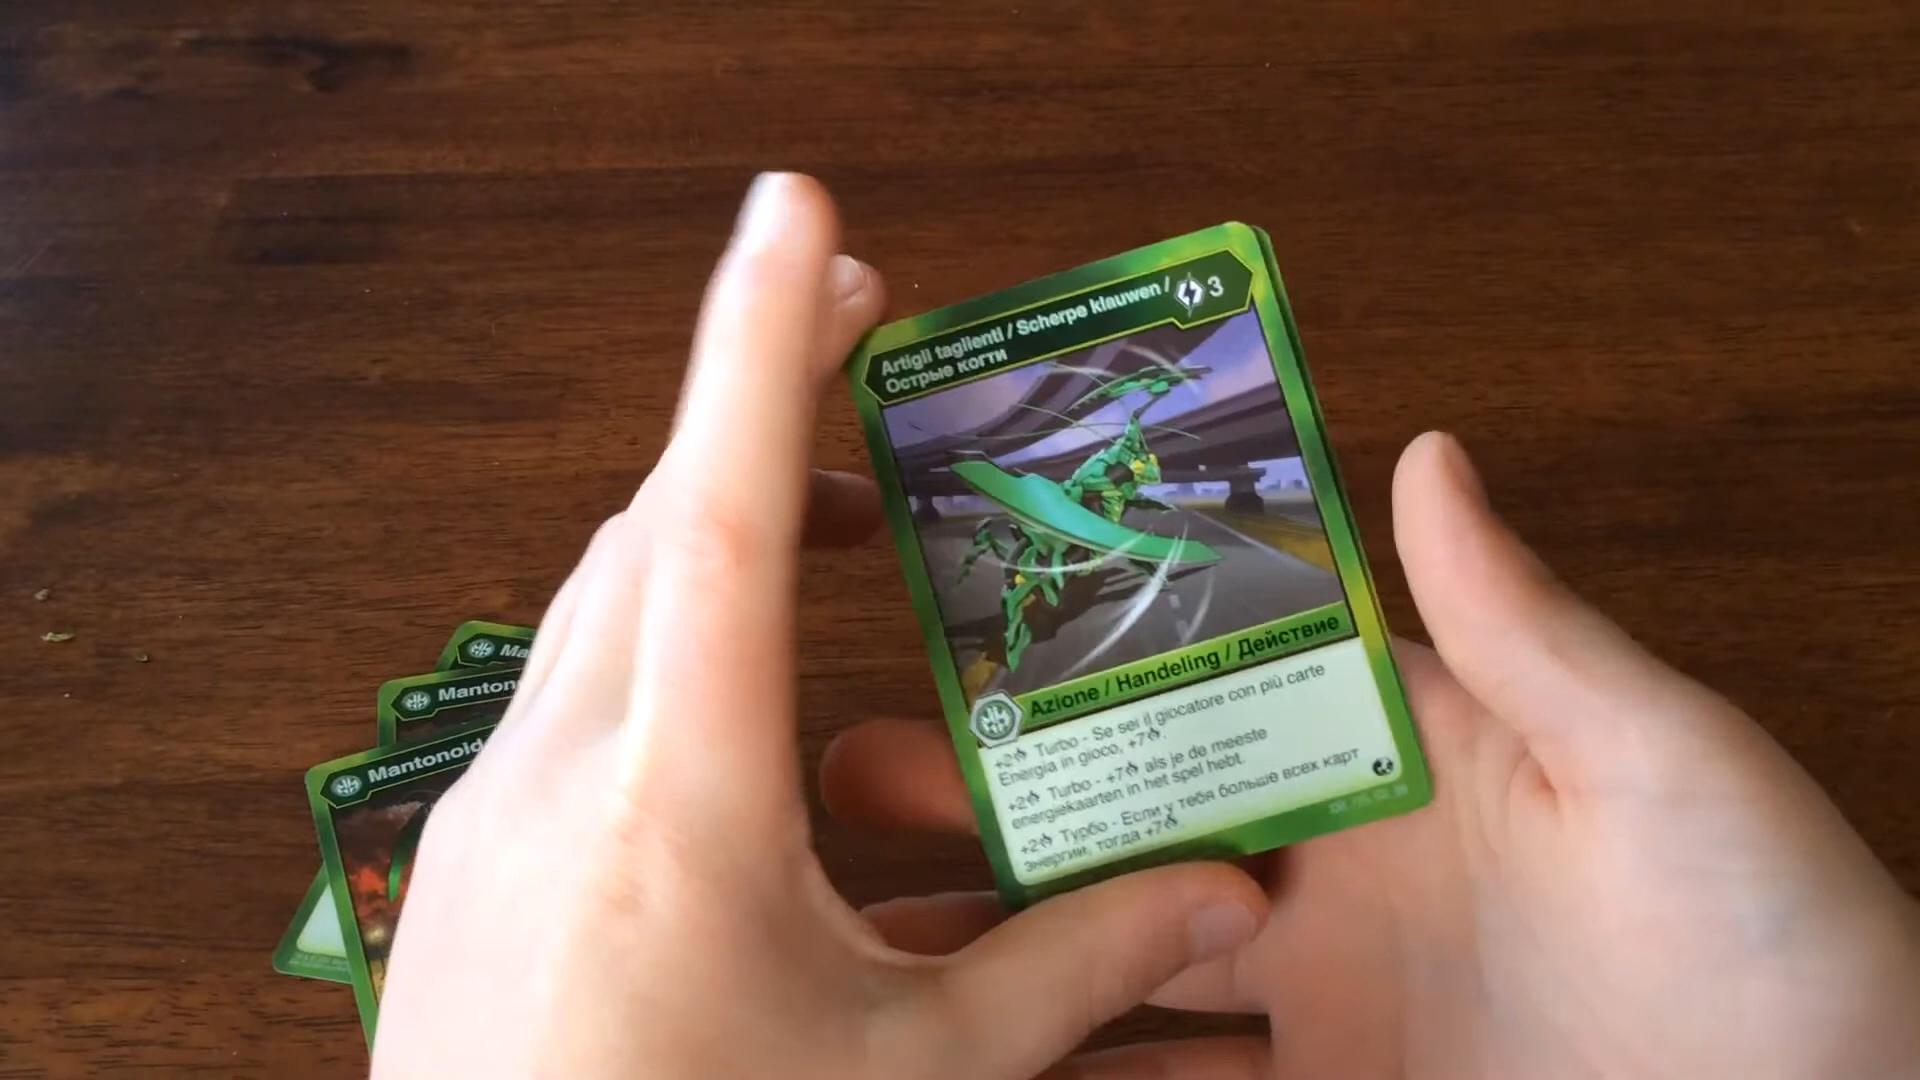 Artigli taglienti / Scherpe klauwen /
Острые когти
3
Azione / Handeling / Действие
+2 Turbo - Se sei il giocatore con più carte
Energia in gioco, +7.
+2 Turbo - +7 als je de meeste
energiekaarten in het spel hebt.
+2 Турбо - Если у тебя больше всех карт
энергии, тогда +7.
Ma
Manton
Mantonoid